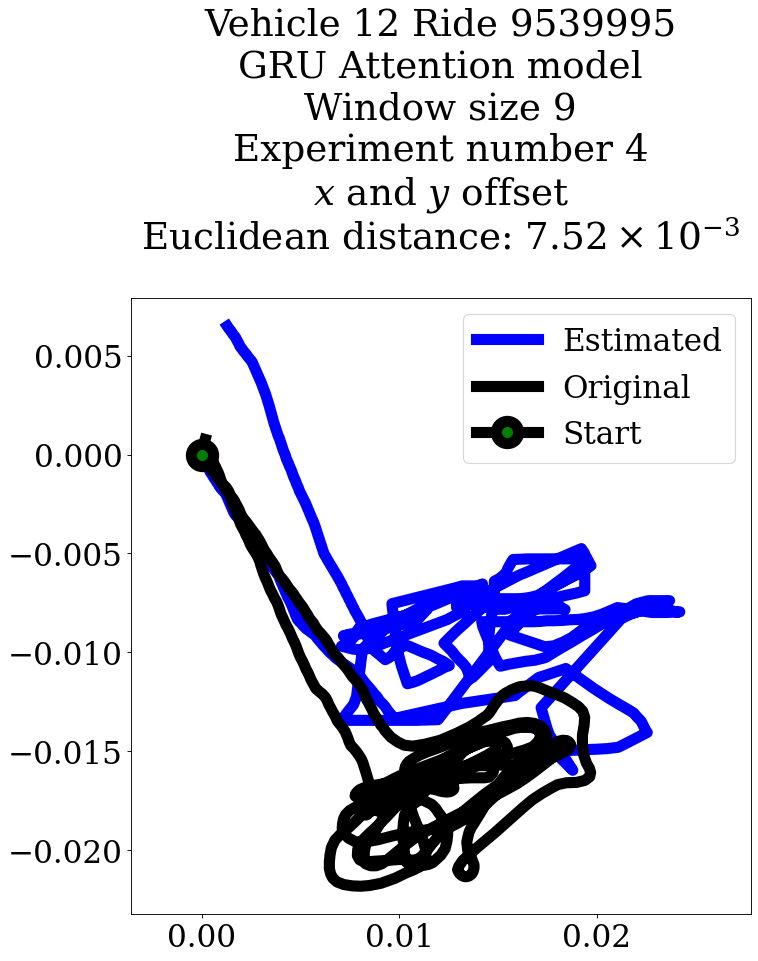 Vehicle 12 Ride 9539995
GRU Attention model
Window size 9
Experiment number 4
x and y offset
Euclidean distance: 7.52 × 10⁻³
Estimated
Original
Start
0.005
0.000
−0.005
−0.010
−0.015
−0.020
0.00 0.01 0.02